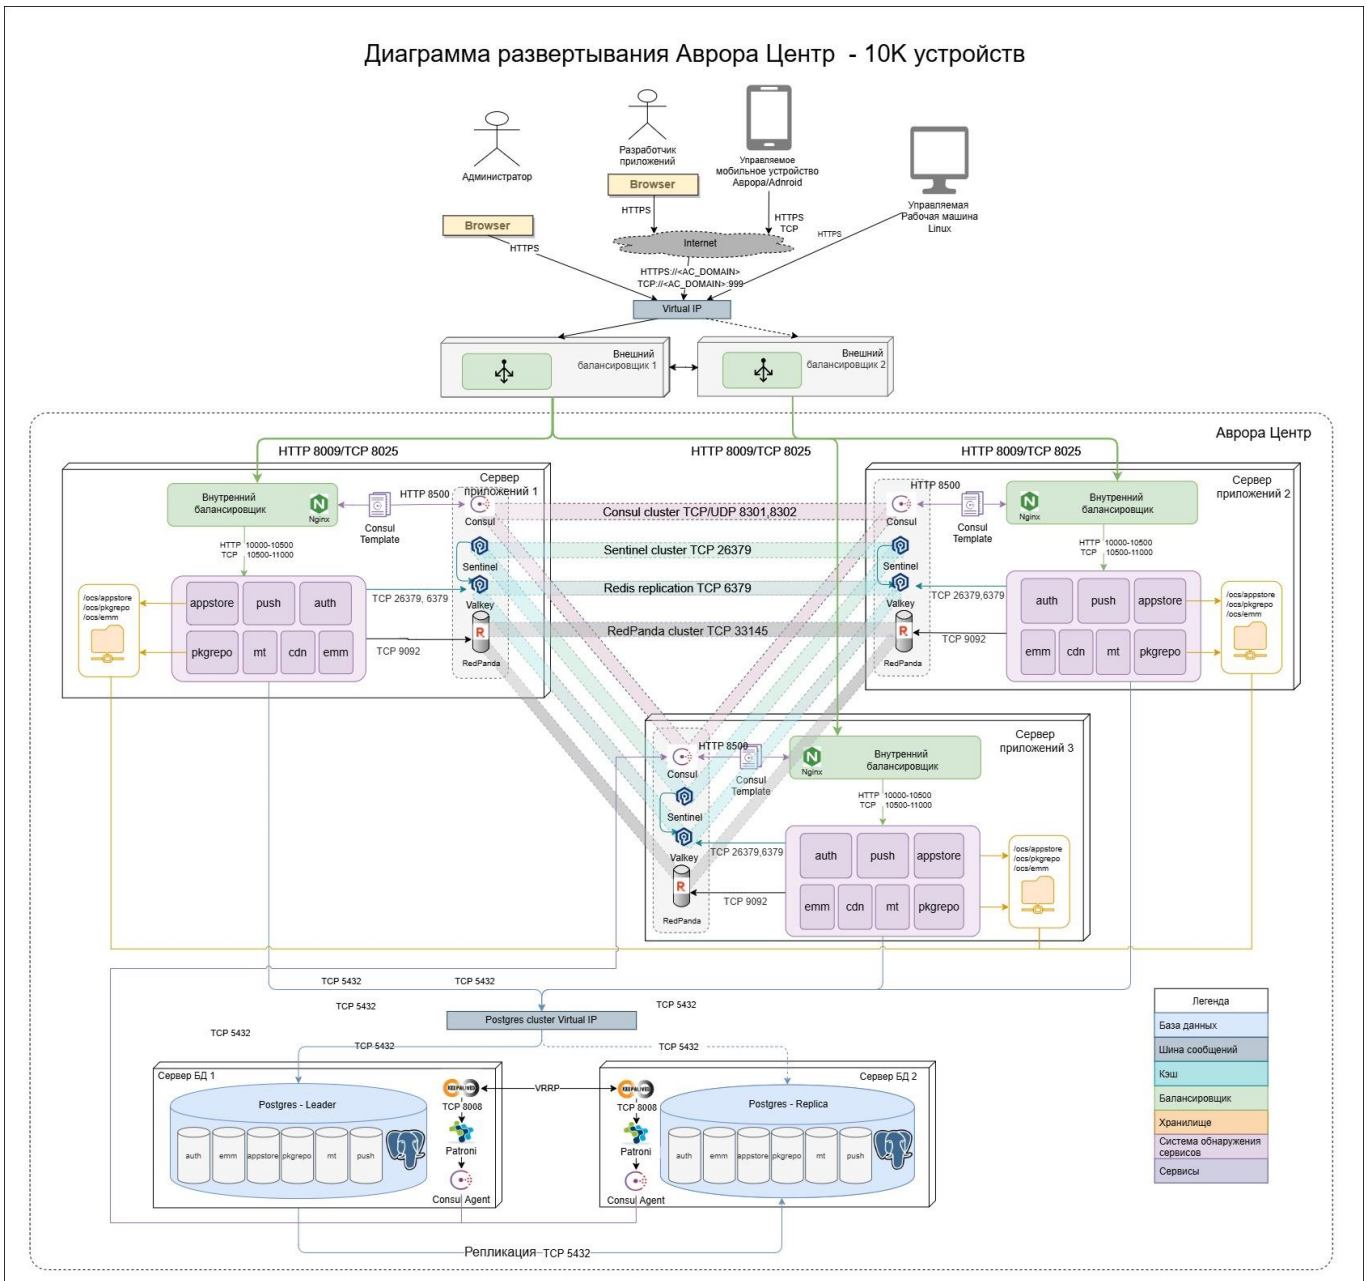 Диаграмма развертывания Аврора Центр - 10K устройств
Администратор
Разработчик
приложений
Управляемое
мобильное устройство
Аврора/Adnroid
Управляемая
Рабочая машина
Linux
Browser
Browser
HTTPS
HTTPS
HTTPS
TCP
HTTPS
Internet
HTTPS://<AC_DOMAIN>
TCP://<AC_DOMAIN>:999
Virtual IP
Внешний
балансировщик 1
Внешний
балансировщик 2
Аврора Центр
HTTP 8009/TCP 8025
HTTP 8009/TCP 8025
HTTP 8009/TCP 8025
Сервер
приложений 1
Внутренний
балансировщик
Nginx
HTTP 8500
Consul
Template
Consul
HTTP 10000-10500
TCP 10500-11000
Sentinel
Valkey
RedPanda
TCP 26379, 6379
TCP 9092
/ocs/appstore
/ocs/pkgrepo
/ocs/emm
appstore
push
auth
pkgrepo
mt
cdn
emm
Consul cluster TCP/UDP 8301,8302
Sentinel cluster TCP 26379
Redis replication TCP 6379
RedPanda cluster TCP 33145
Сервер
приложений 2
HTTP 8500
Consul
Consul
Template
Nginx
Внутренний
балансировщик
HTTP 10000-10500
TCP 10500-11000
Sentinel
Valkey
RedPanda
TCP 26379,6379
TCP 9092
auth
push
appstore
emm
cdn
mt
pkgrepo
/ocs/appstore
/ocs/pkgrepo
/ocs/emm
Сервер
приложений 3
HTTP 8500
Consul
Consul
Template
Nginx
Внутренний
балансировщик
HTTP 10000-10500
TCP 10500-11000
Sentinel
Valkey
RedPanda
TCP 26379,6379
TCP 9092
auth
push
appstore
emm
cdn
mt
pkgrepo
/ocs/appstore
/ocs/pkgrepo
/ocs/emm
TCP 5432
TCP 5432
TCP 5432
TCP 5432
Postgres cluster Virtual IP
TCP 5432
TCP 5432
TCP 5432
Сервер БД 1
Postgres - Leader
auth
emm
appstore
pkgrepo
mt
push
KEEPALIVED
TCP 8008
Patroni
Consul Agent
VRRP
Сервер БД 2
KEEPALIVED
TCP 8008
Patroni
Consul Agent
Postgres - Replica
auth
emm
appstore
pkgrepo
mt
push
Репликация TCP 5432
Легенда
База данных
Шина сообщений
Кэш
Балансировщик
Хранилище
Система обнаружения
сервисов
Сервисы